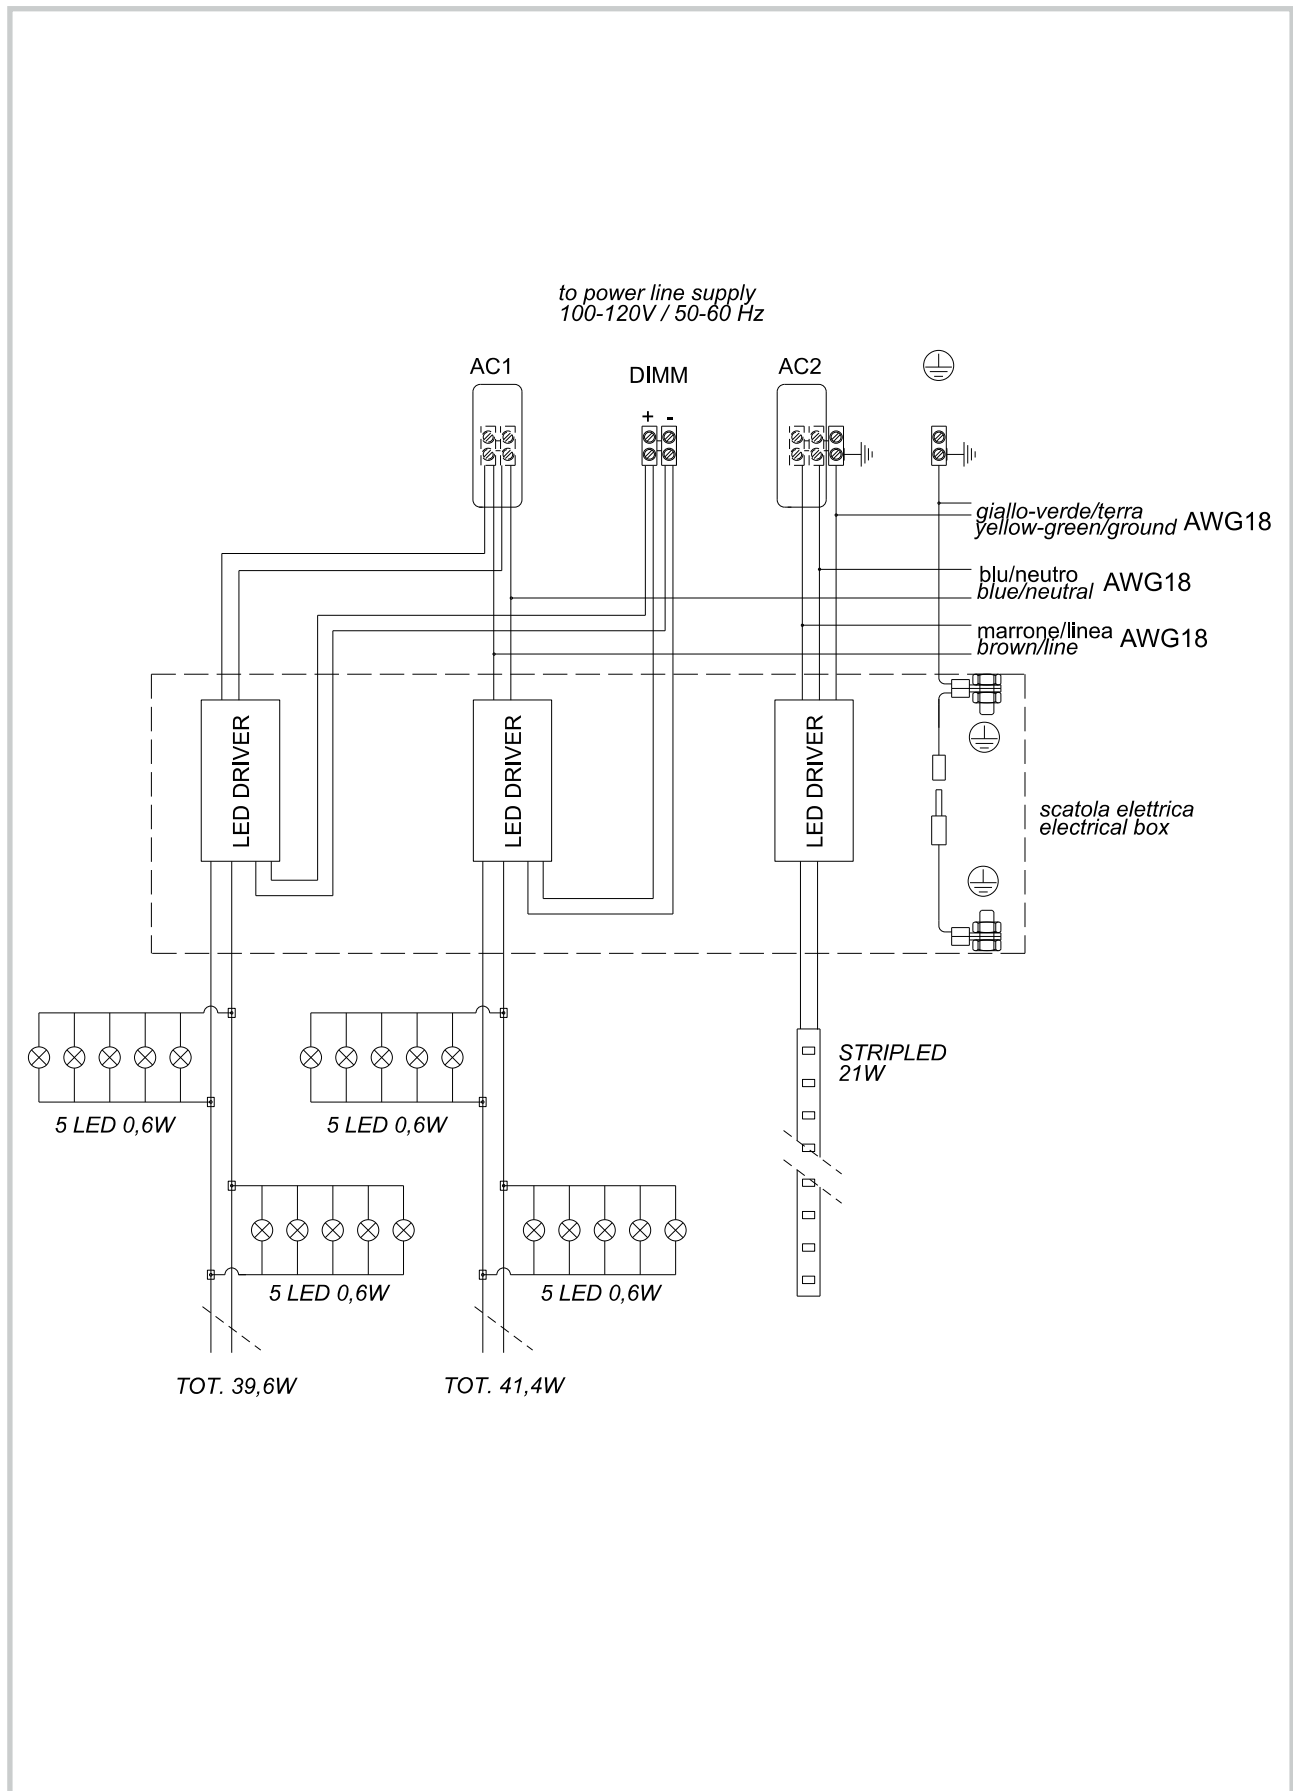 to power line supply
100-120V / 50-60 Hz
AC1
DIMM
AC2
+ -
giallo-verde/terra
yellow-green/ground AWG18
blu/neutro
blue/neutral AWG18
marrone/linea
brown/line AWG18
LED DRIVER
LED DRIVER
LED DRIVER
scatola elettrica
electrical box
STRIPLED
21W
5 LED 0,6W
5 LED 0,6W
5 LED 0,6W
5 LED 0,6W
TOT. 39,6W
TOT. 41,4W